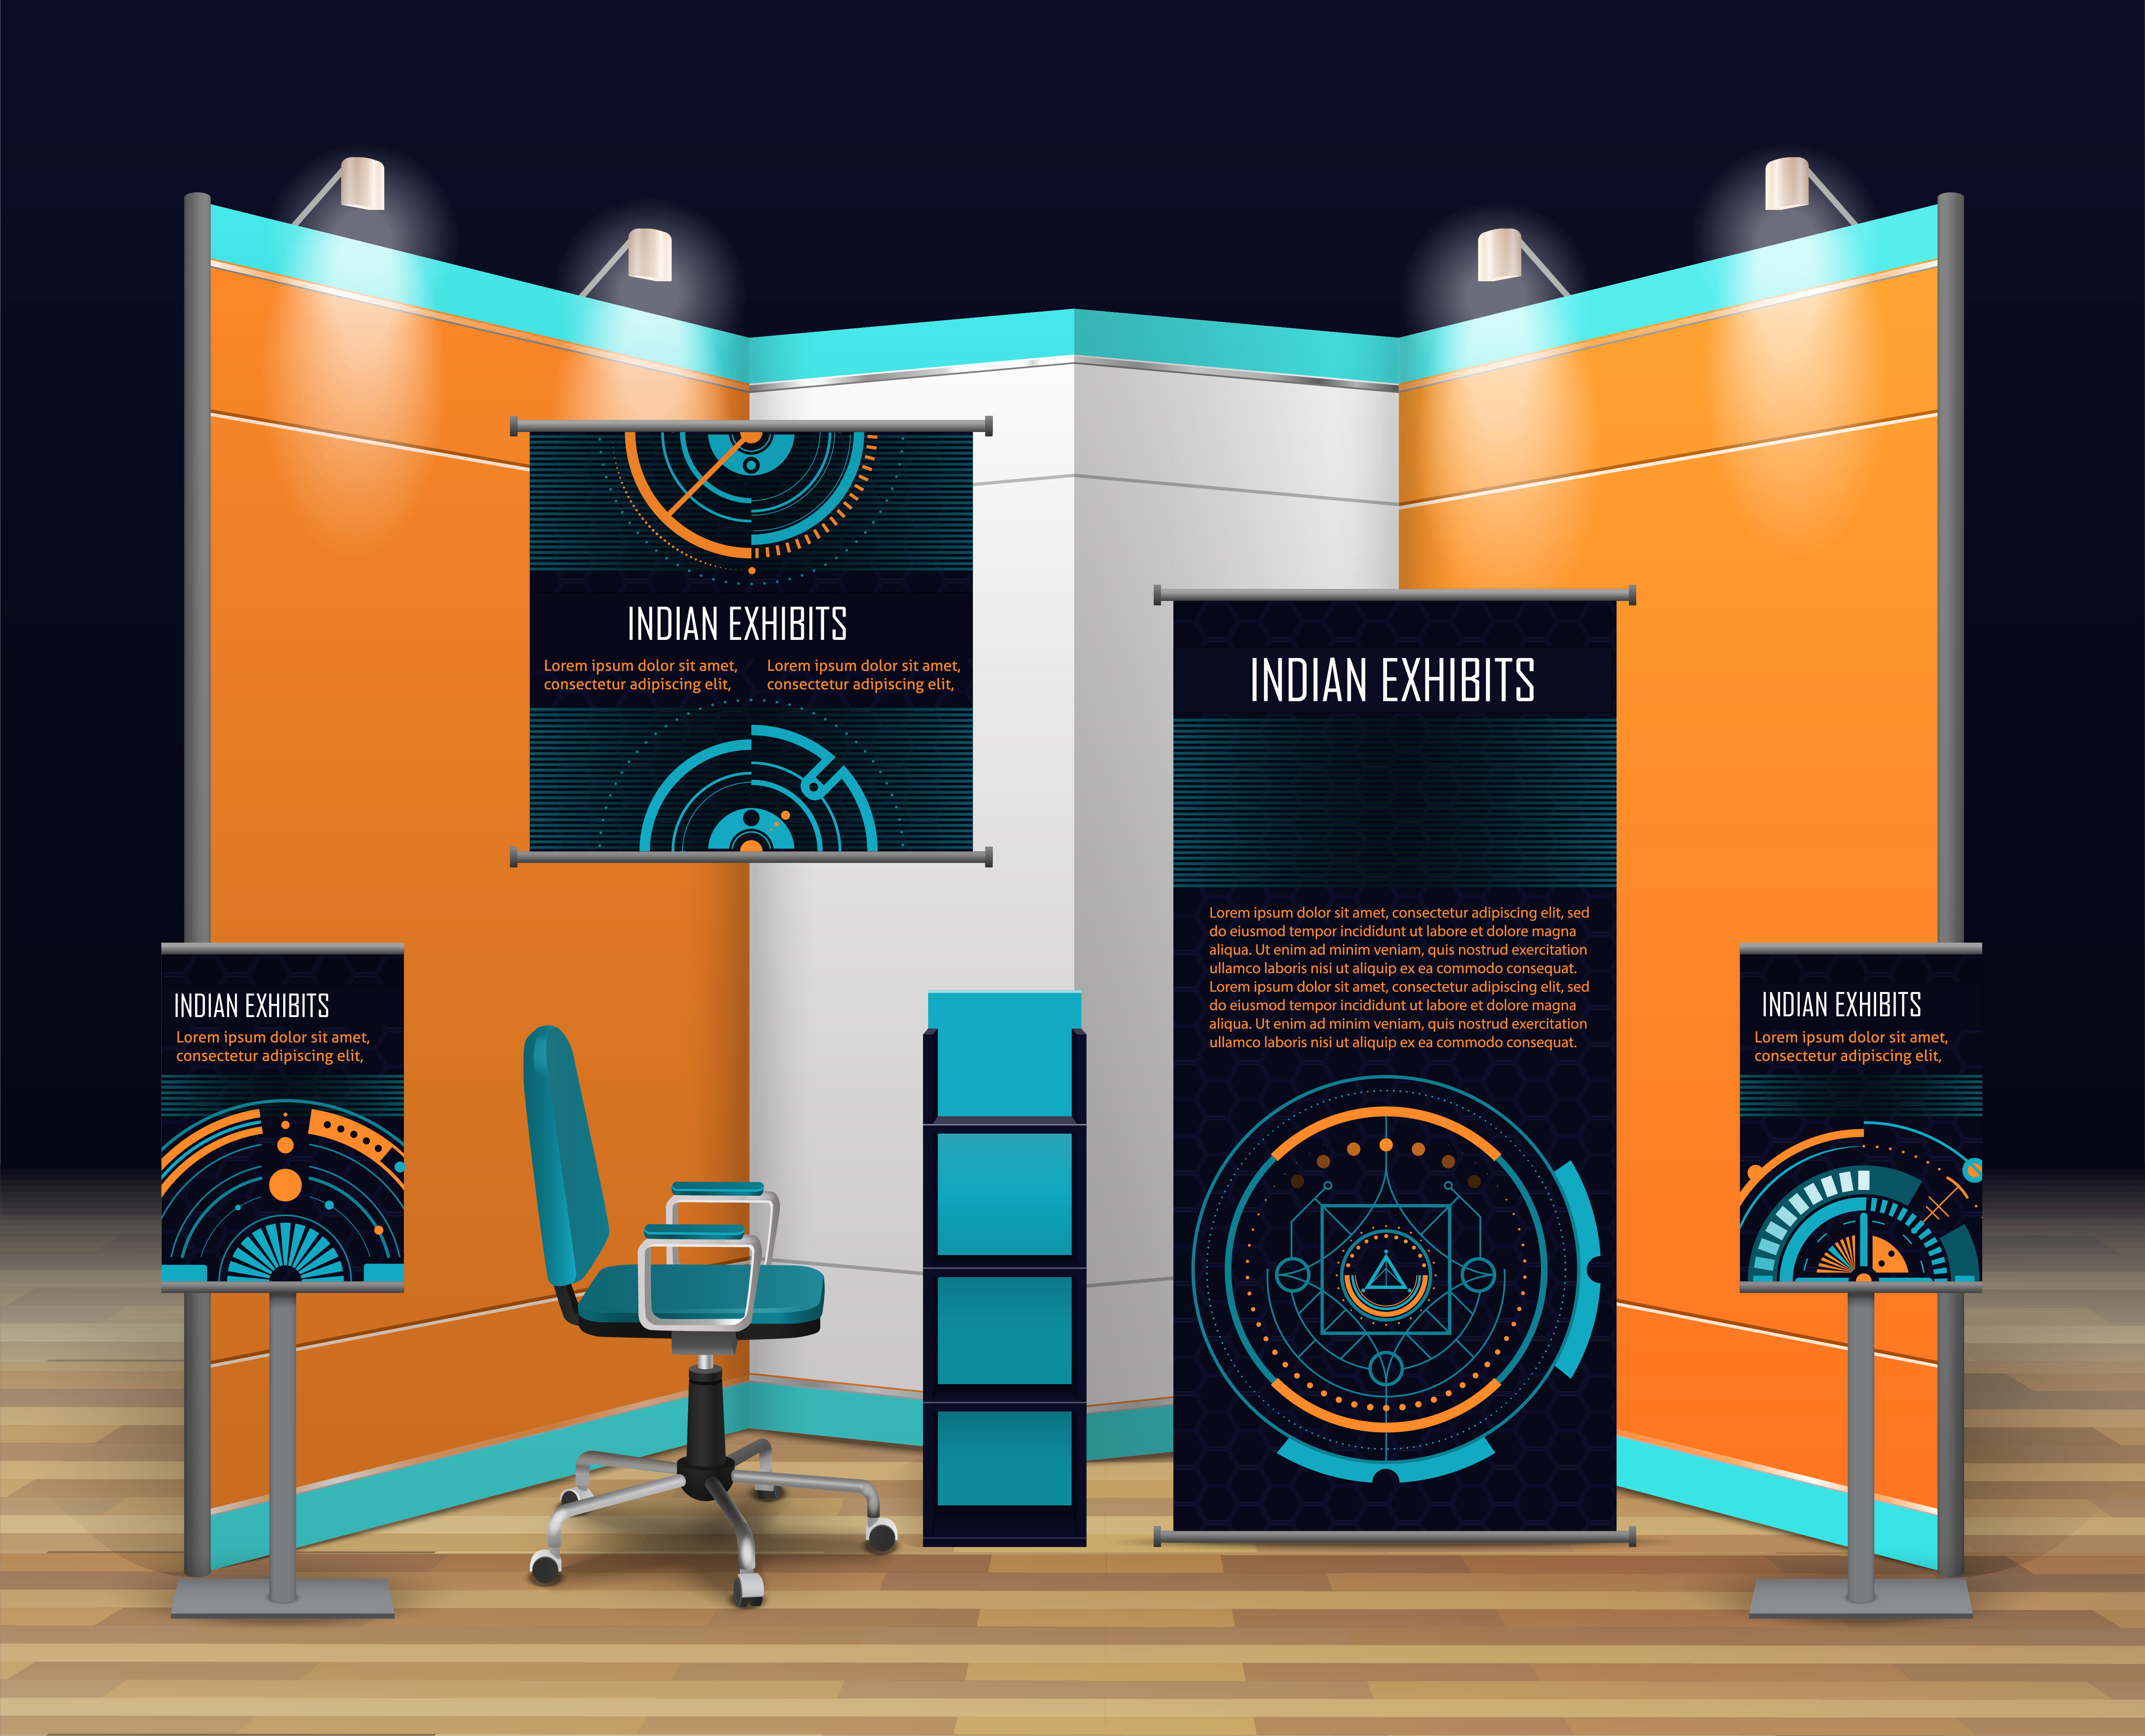 INDIAN EXHIBITS
Lorem ipsum dolor sit amet,
consectetur adipiscing elit,
Lorem ipsum dolor sit amet,
consectetur adipiscing elit,
INDIAN EXHIBITS
Lorem ipsum dolor sit amet, consectetur adipiscing elit, sed
do eiusmod tempor incididunt ut labore et dolore magna
aliqua. Ut enim ad minim veniam, quis nostrud exercitation
ullamco laboris nisi ut aliquip ex ea commodo consequat.
Lorem ipsum dolor sit amet, consectetur adipiscing elit, sed
do eiusmod tempor incididunt ut labore et dolore magna
aliqua. Ut enim ad minim veniam, quis nostrud exercitation
ullamco laboris nisi ut aliquip ex ea commodo consequat.
INDIAN EXHIBITS
Lorem ipsum dolor sit amet,
consectetur adipiscing elit,
INDIAN EXHIBITS
Lorem ipsum dolor sit amet,
consectetur adipiscing elit,